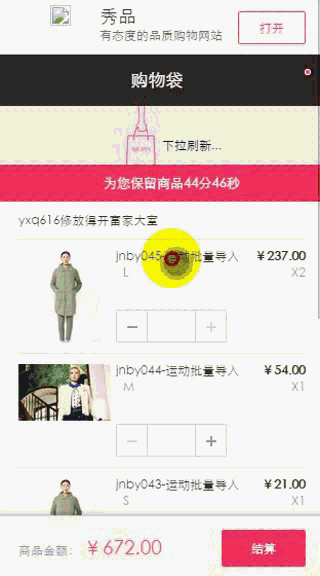 秀品
有态度的品质购物网站
打开
购物袋
下拉刷新...
为您保留商品44分46秒
yxq616修放得开富家大室
jnby045-运动批量导入 ￥237.00
L X2
jnby044-运动批量导入 ￥54.00
M X1
jnby043-运动批量导入 ￥21.00
S X1
商品金额: ￥672.00
结算